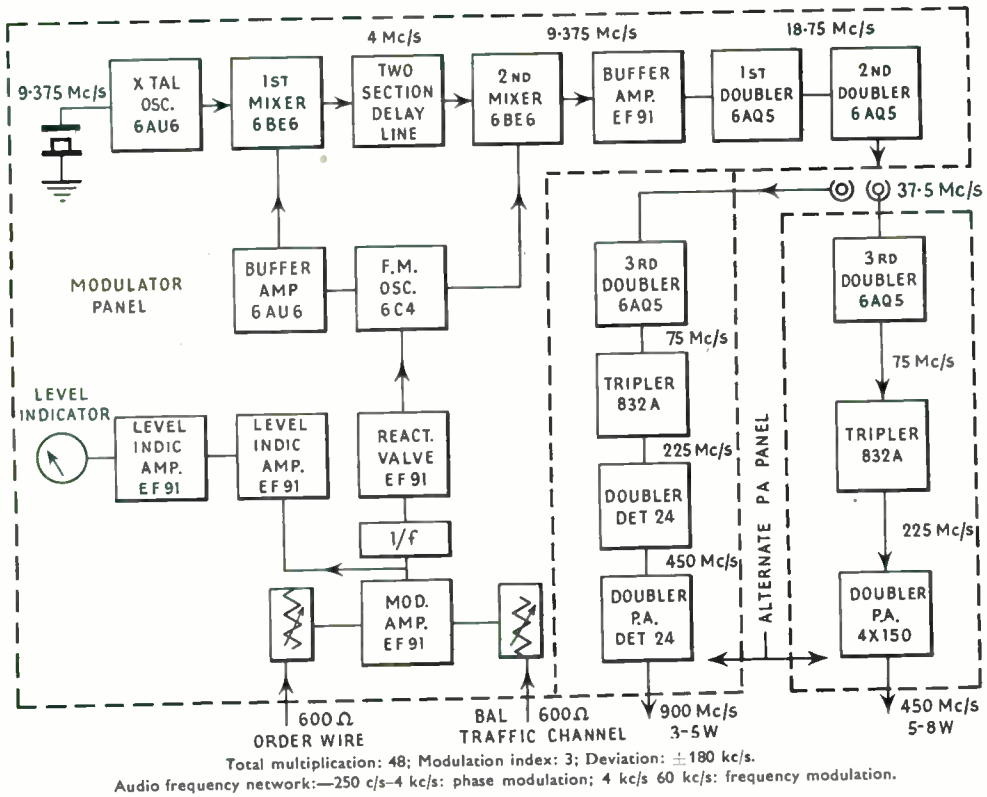 4 Mc/s
9·375 Mc/s
18·75 Mc/s
9·375 Mc/s
X TAL
OSC.
6AU6
1ST
MIXER
6BE6
TWO
SECTION
DELAY
LINE
2ND
MIXER
6BE6
BUFFER
AMP.
EF91
1ST
DOUBLER
6AQ5
2ND
DOUBLER
6AQ5
37·5 Mc/s
MODULATOR
PANEL
BUFFER
AMP
6AU6
F.M.
OSC.
6C4
3RD
DOUBLER
6AQ5
3RD
DOUBLER
6AQ5
75 Mc/s
75 Mc/s
TRIPLER
832A
TRIPLER
832A
LEVEL
INDICATOR
LEVEL
INDIC
AMP.
EF91
LEVEL
INDIC
AMP.
EF91
REACT.
VALVE
EF91
225 Mc/s
225 Mc/s
DOUBLER
DET 24
ALTERNATE PA PANEL
1/f
450 Mc/s
MOD.
AMP.
EF91
DOUBLER
P.A.
DET 24
DOUBLER
P.A.
4X150
600Ω
ORDER WIRE
BAL 600Ω
TRAFFIC CHANNEL
900 Mc/s
3-5W
450 Mc/s
5-8W
Total multiplication: 48; Modulation index: 3; Deviation: ±180 kc/s.
Audio frequency network:—250 c/s-4 kc/s: phase modulation; 4 kc/s 60 kc/s: frequency modulation.